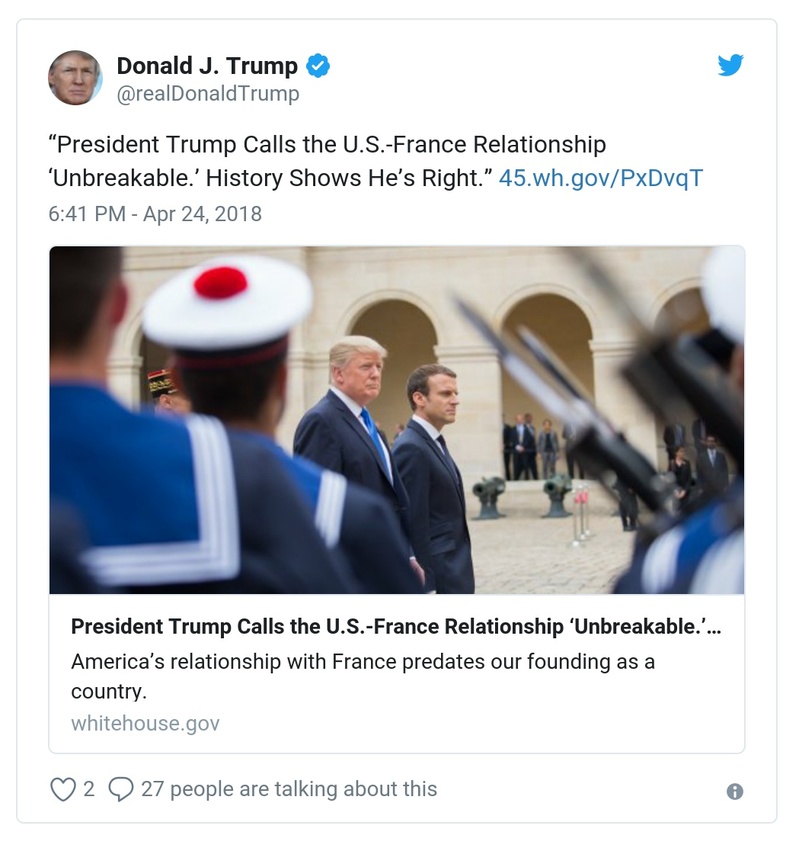 Donald J. Trump
@realDonaldTrump
“President Trump Calls the U.S.-France Relationship
‘Unbreakable.’ History Shows He’s Right.” 45.wh.gov/PxDvqT
6:41 PM - Apr 24, 2018
President Trump Calls the U.S.-France Relationship ‘Unbreakable.’...
America’s relationship with France predates our founding as a
country.
whitehouse.gov
2 27 people are talking about this